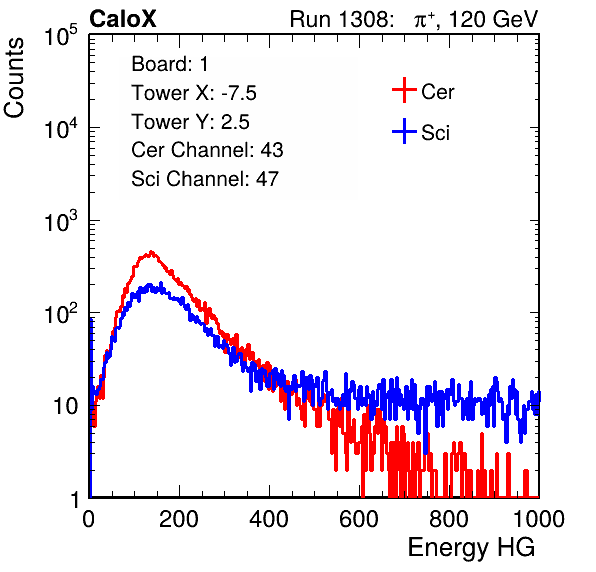 CaloX Run 1308: π⁺, 120 GeV
Counts
10⁵
10⁴
10³
10²
10
1
Board: 1
Tower X: -7.5
Tower Y: 2.5
Cer Channel: 43
Sci Channel: 47
Cer
Sci
0 200 400 600 800 1000
Energy HG